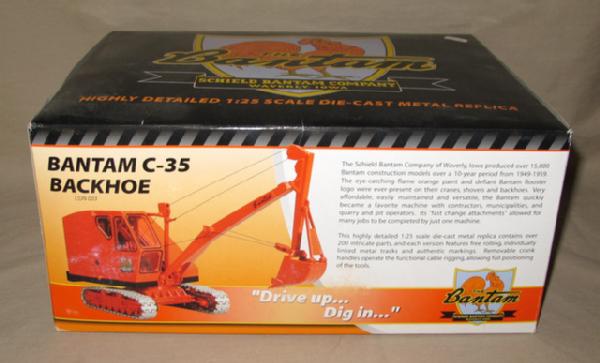 THE
Bantam
SCHIELD BANTAM COMPANY
WAVERLY, IOWA
HIGHLY DETAILED 1:25 SCALE DIE-CAST METAL REPLICA
BANTAM C-35
BACKHOE
The Schield Bantam Company of Waverly, Iowa produced over 15,000
Bantam construction models over a 10-year period from 1949-1959.
The eye-catching flame orange paint and defiant Bantam Rooster
logo were ever present on their cranes, shovels and backhoes. Very
affordable, easily maintained and versatile, the Bantam quickly
became a favorite machine with contractors, municipalities, and
quarry and pit operators. Its "fast change attachments" allowed for
many jobs to be completed by just one machine.
This highly detailed 1:25 scale die-cast metal replica contains over
200 intricate parts, and each version features free rolling, individually
linked metal tracks and authentic markings. Removable crank
handles operate the functional cable rigging, allowing full positioning
of the tools.
"Drive up...
Dig in..."
THE
Bantam
SCHIELD BANTAM COMPANY